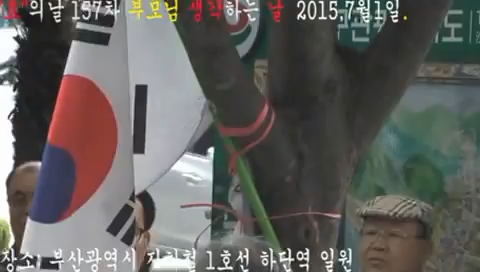 "효"의날 157차 부모님 생각하는 날 2015.7월1일.
장소: 부산광역시 지하철 1호선 하단역 일원